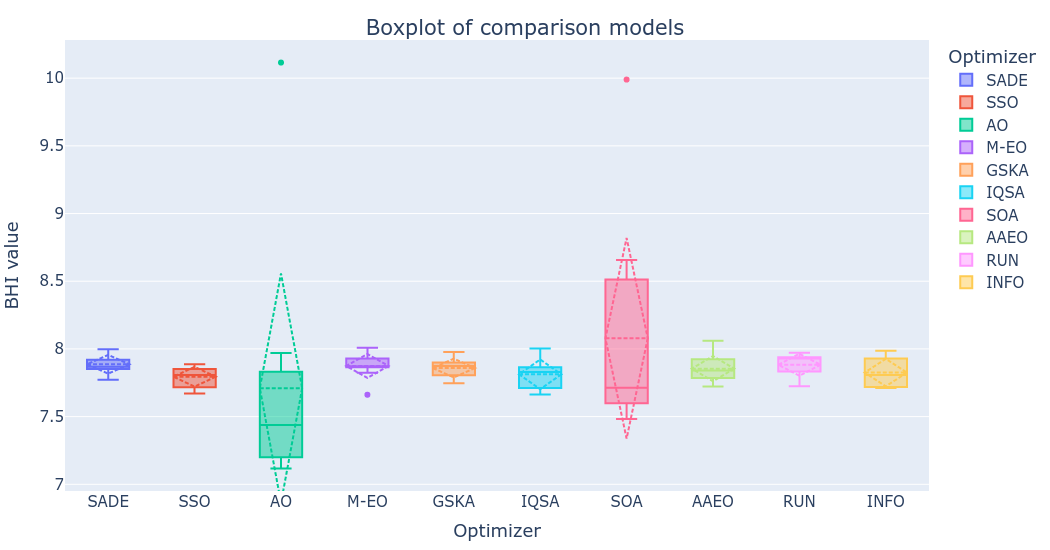 Boxplot of comparison models
BHI value
10
9.5
9
8.5
8
7.5
7
SADE SSO AO M-EO GSKA IQSA SOA AAEO RUN INFO
Optimizer
Optimizer
SADE
SSO
AO
M-EO
GSKA
IQSA
SOA
AAEO
RUN
INFO